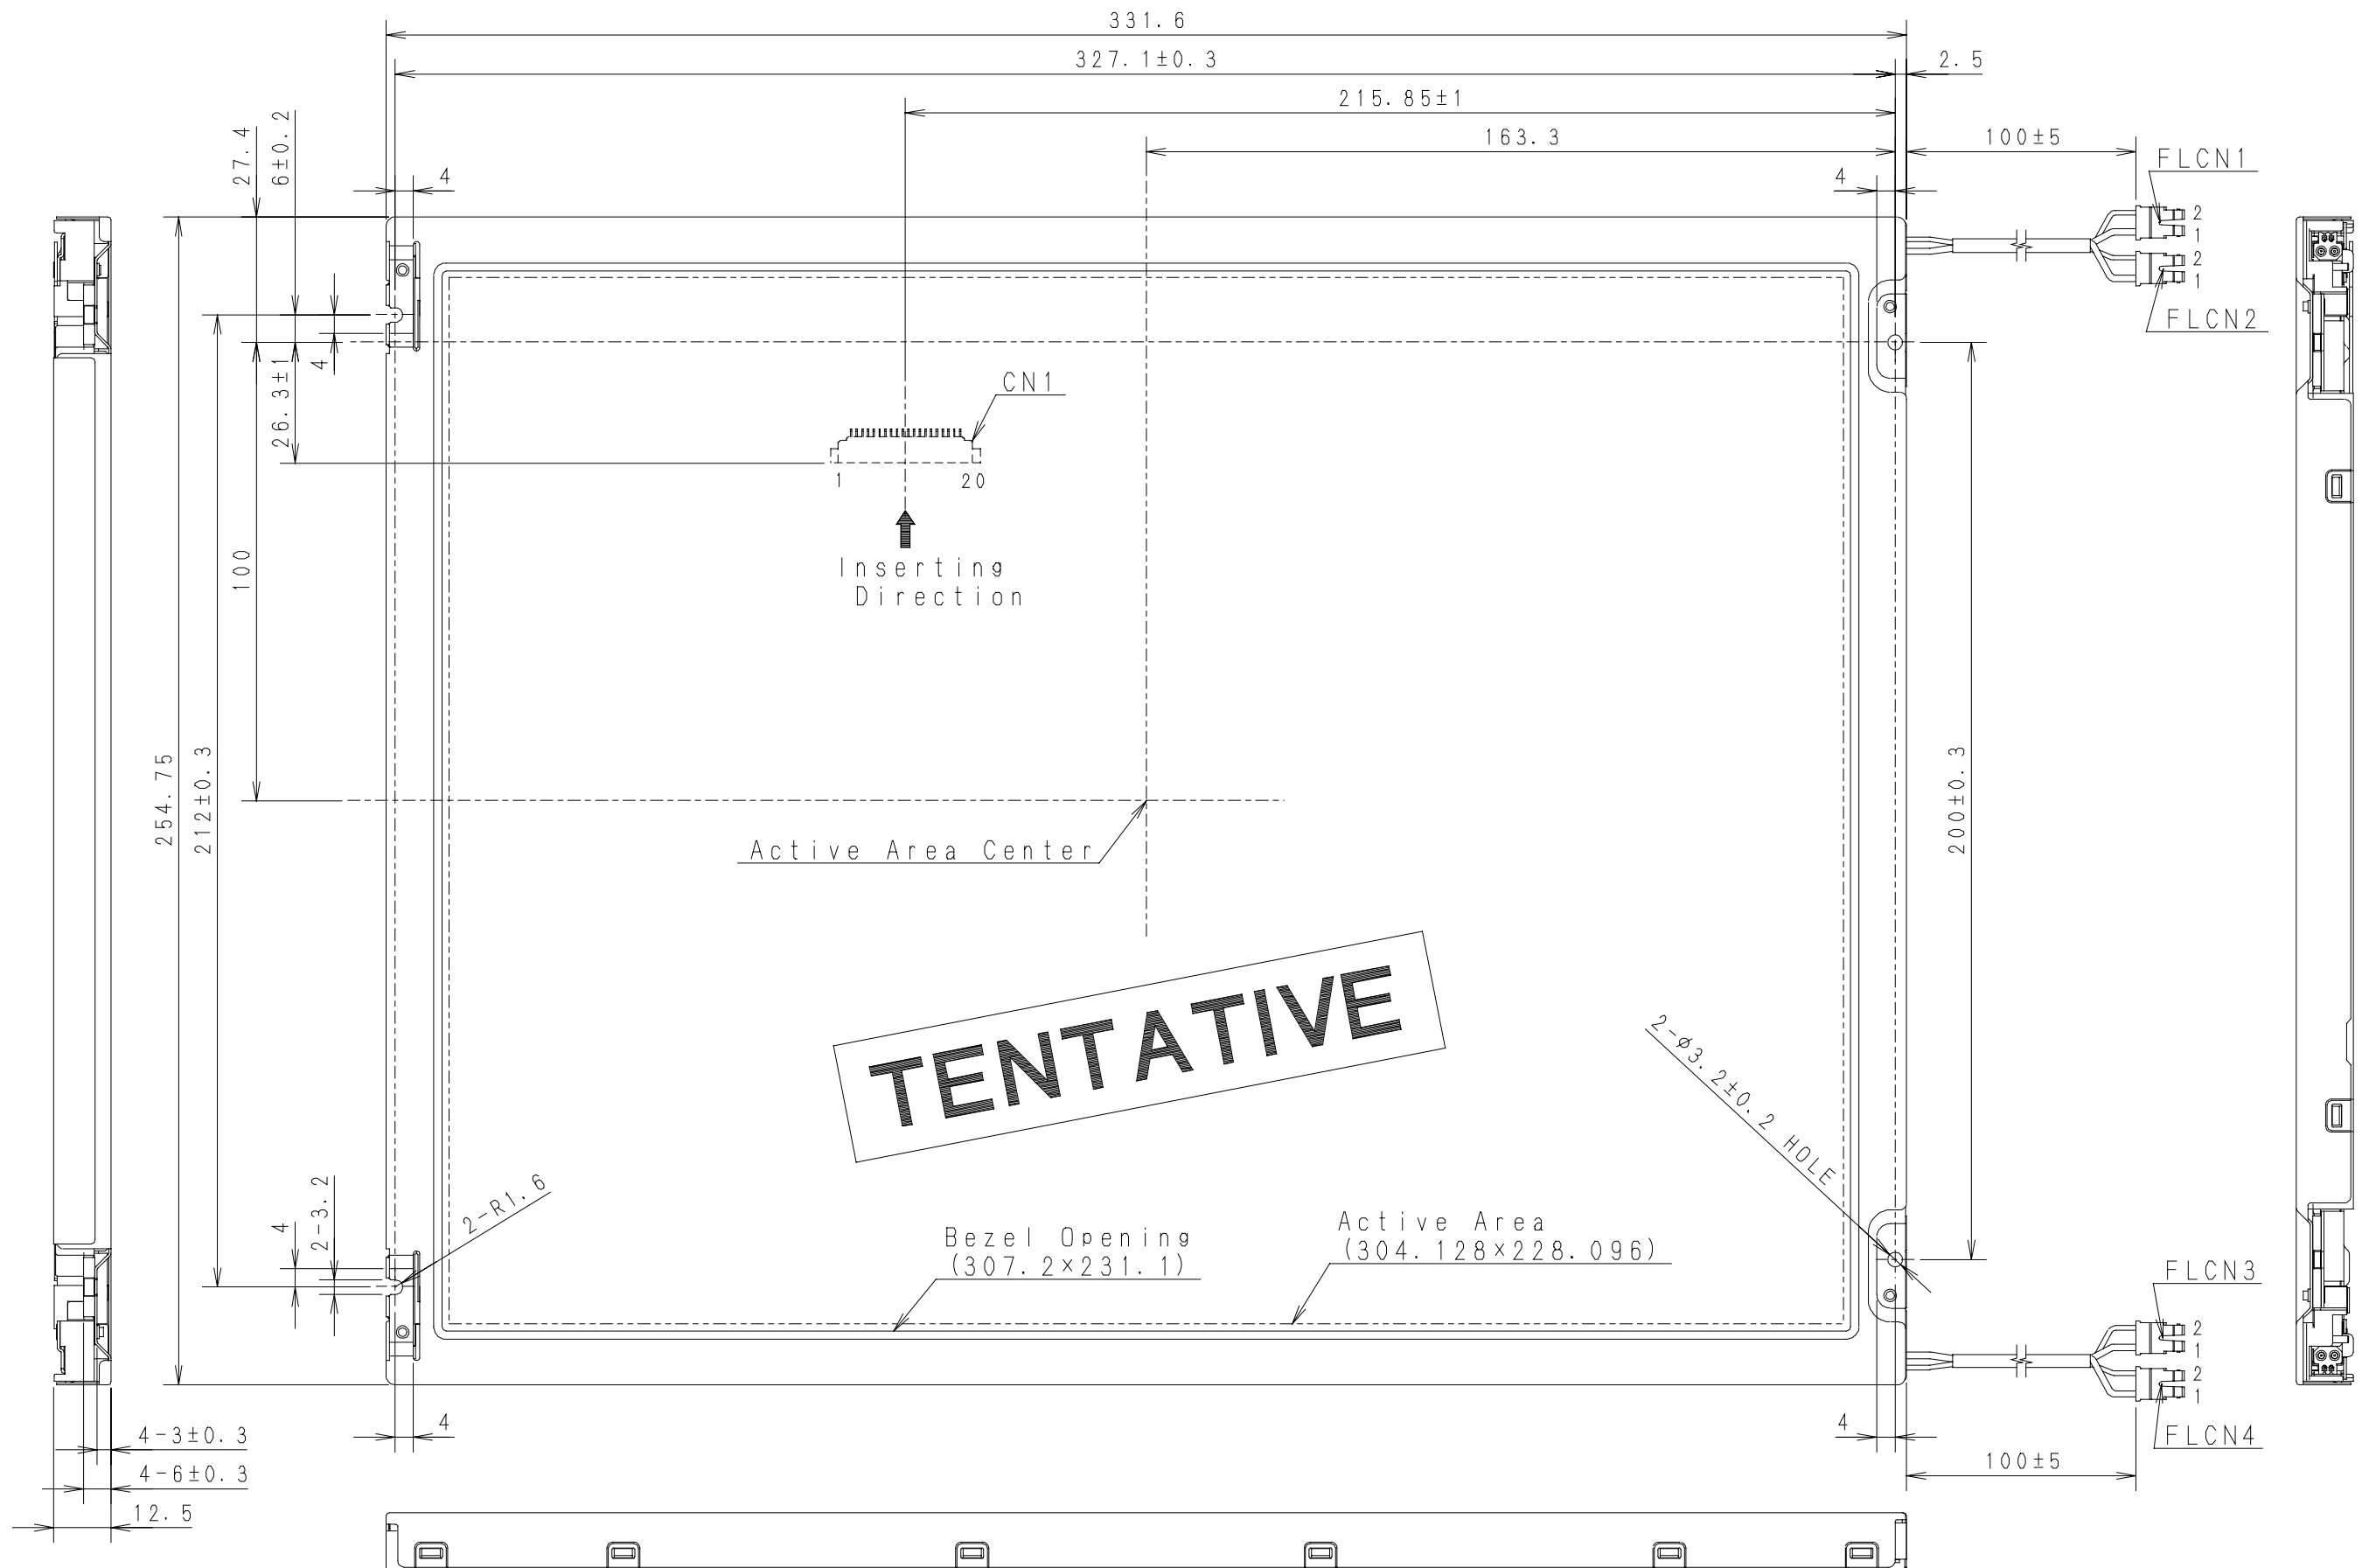 331.6
327.1±0.3
2.5
215.85±1
163.3
100±5
27.4
6±0.2
4
4
FLCN1
2
1
2
1
FLCN2
4
26.3±1
CN1
1
20
Inserting
Direction
100
254.75
212±0.3
200±0.3
Active Area Center
TENTATIVE
2-φ3.2±0.2 HOLE
4
2-3.2
2-R1.6
Bezel Opening
(307.2×231.1)
Active Area
(304.128×228.096)
FLCN3
2
1
2
1
FLCN4
4
4
100±5
4-3±0.3
4-6±0.3
12.5